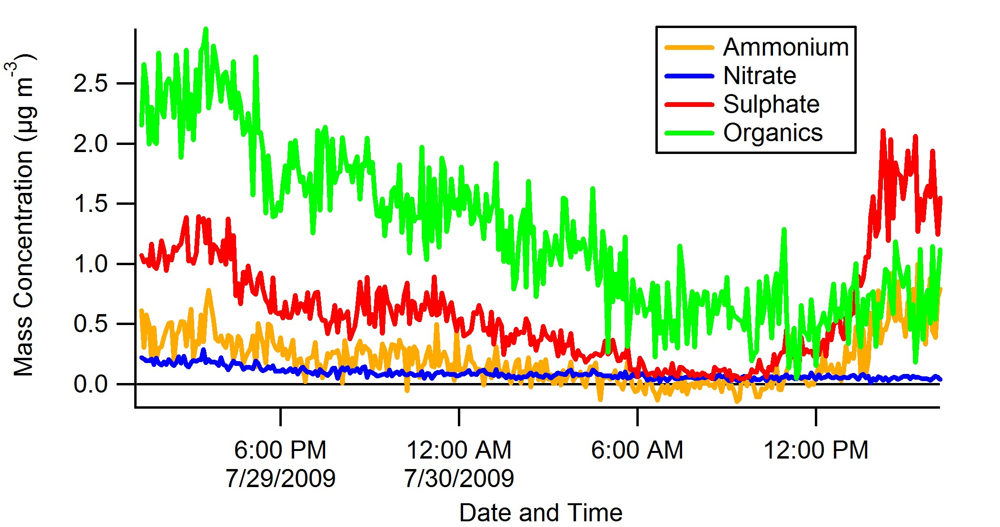 Mass Concentration (µg m-3)
2.5
2.0
1.5
1.0
0.5
0.0
Ammonium
Nitrate
Sulphate
Organics
6:00 PM 12:00 AM 6:00 AM 12:00 PM
7/29/2009 7/30/2009
Date and Time